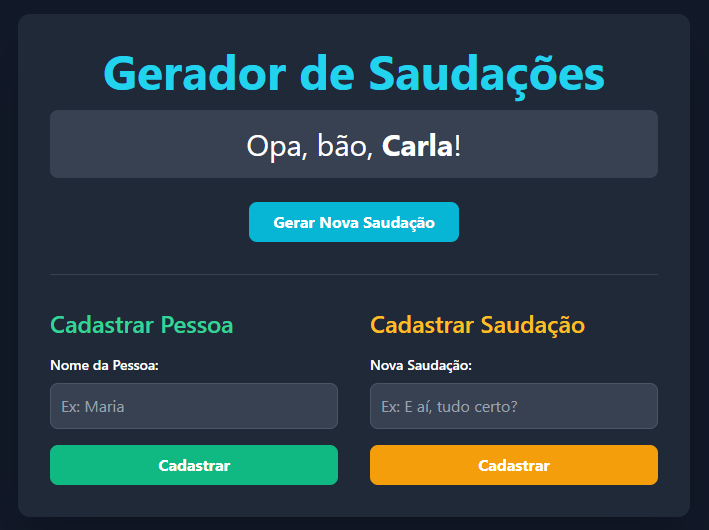 Gerador de Saudações
Opa, bão, Carla!
Gerar Nova Saudação
Cadastrar Pessoa
Nome da Pessoa:
Ex: Maria
Cadastrar
Cadastrar Saudação
Nova Saudação:
Ex: E aí, tudo certo?
Cadastrar